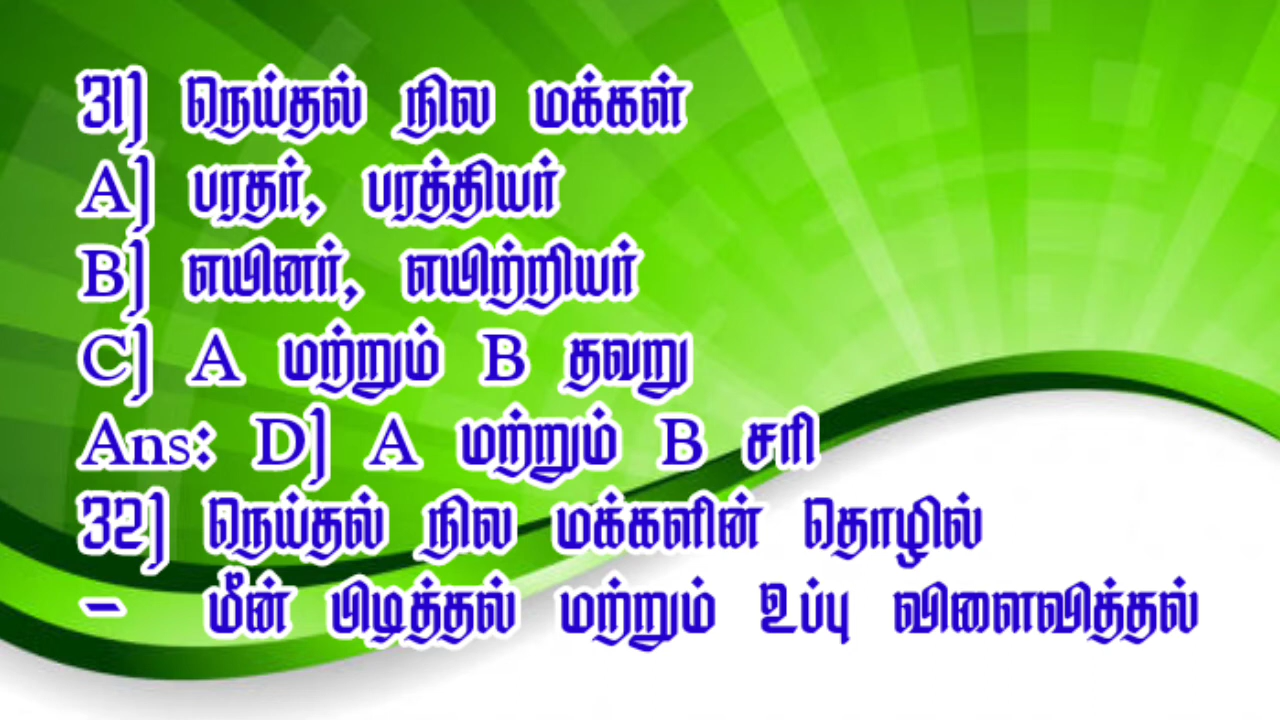 31) நெய்தல் நில மக்கள்
A) பரதர், பரத்தியர்
B) எயினர், எயிற்றியர்
C) A மற்றும் B தவறு
Ans: D) A மற்றும் B சரி
32) நெய்தல் நில மக்களின் தொழில்
- மீன் பிடித்தல் மற்றும் உப்பு விளைவித்தல்